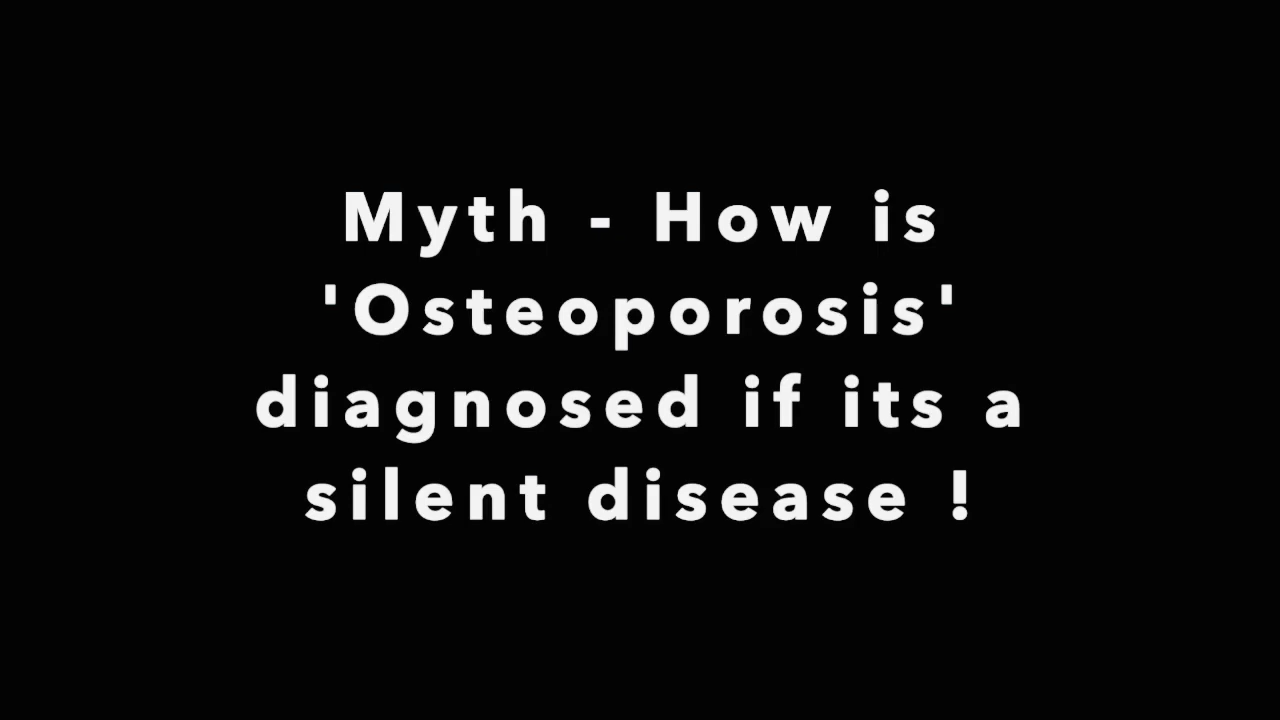 Myth - How is
'Osteoporosis'
diagnosed if its a
silent disease !